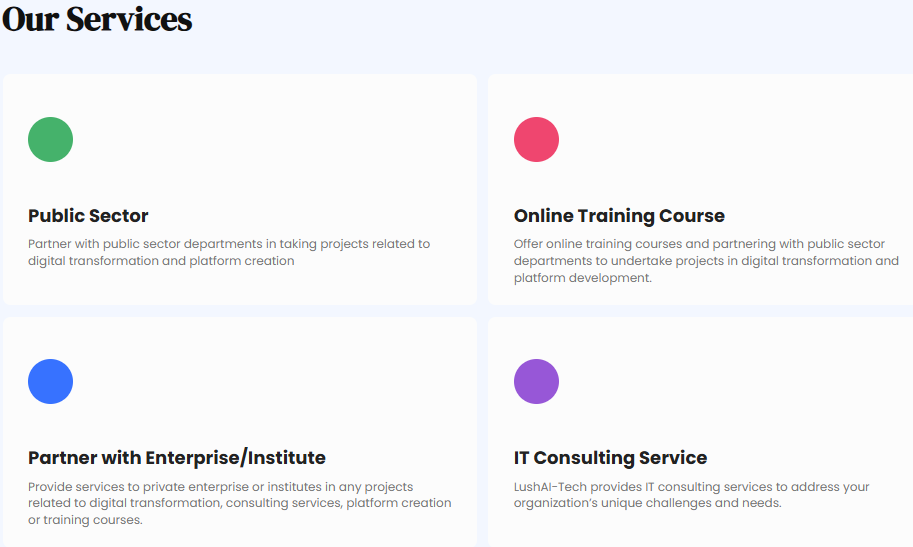 Our Services
Public Sector
Partner with public sector departments in taking projects related to
digital transformation and platform creation
Online Training Course
Offer online training courses and partnering with public sector
departments to undertake projects in digital transformation and
platform development.
Partner with Enterprise/Institute
Provide services to private enterprise or institutes in any projects
related to digital transformation, consulting services, platform creation
or training courses.
IT Consulting Service
LushAI-Tech provides IT consulting services to address your
organization's unique challenges and needs.